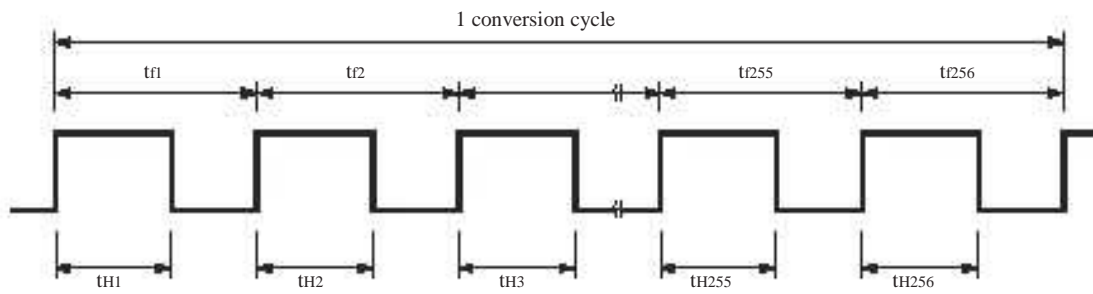 1 conversion cycle
tf1 tf2 tf255 tf256
tH1 tH2 tH3 tH255 tH256